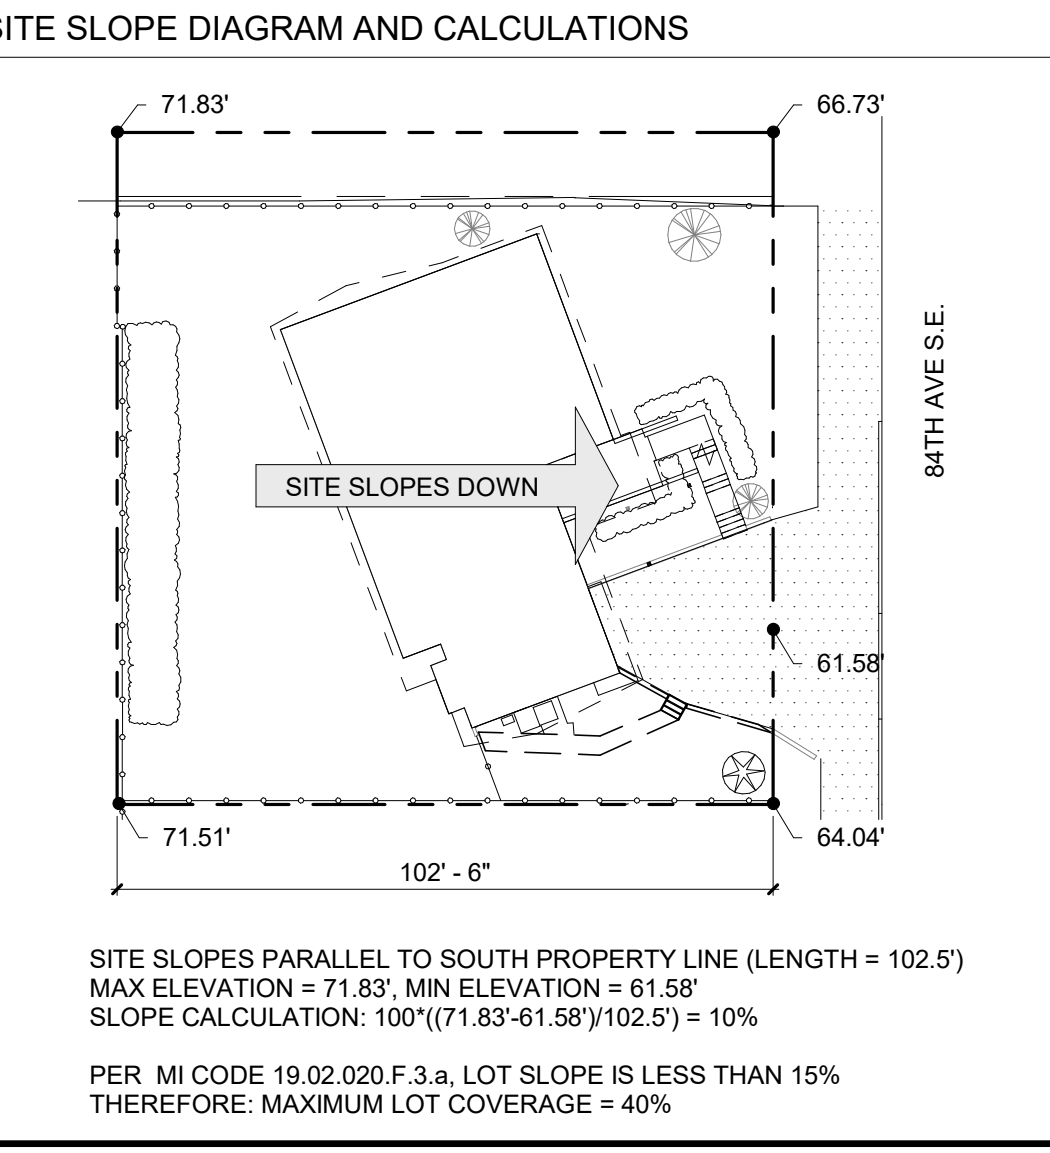 SITE SLOPE DIAGRAM AND CALCULATIONS
71.83'
66.73'
84TH AVE S.E.
SITE SLOPES DOWN
61.58'
71.51'
64.04'
102' - 6"
SITE SLOPES PARALLEL TO SOUTH PROPERTY LINE (LENGTH = 102.5')
MAX ELEVATION = 71.83', MIN ELEVATION = 61.58'
SLOPE CALCULATION: 100*((71.83'-61.58')/102.5') = 10%
PER MI CODE 19.02.020.F.3.a, LOT SLOPE IS LESS THAN 15%
THEREFORE: MAXIMUM LOT COVERAGE = 40%